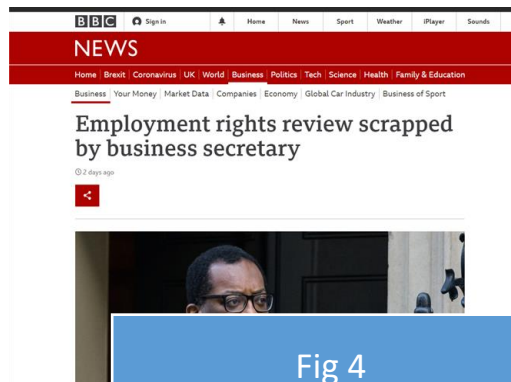 BBC Sign in Home News Sport Weather iPlayer Sounds
NEWS
Home Brexit Coronavirus UK World Business Politics Tech Science Health Family & Education
Business Your Money Market Data Companies Economy Global Car Industry Business of Sport
Employment rights review scrapped
by business secretary
2 days ago
Fig 4